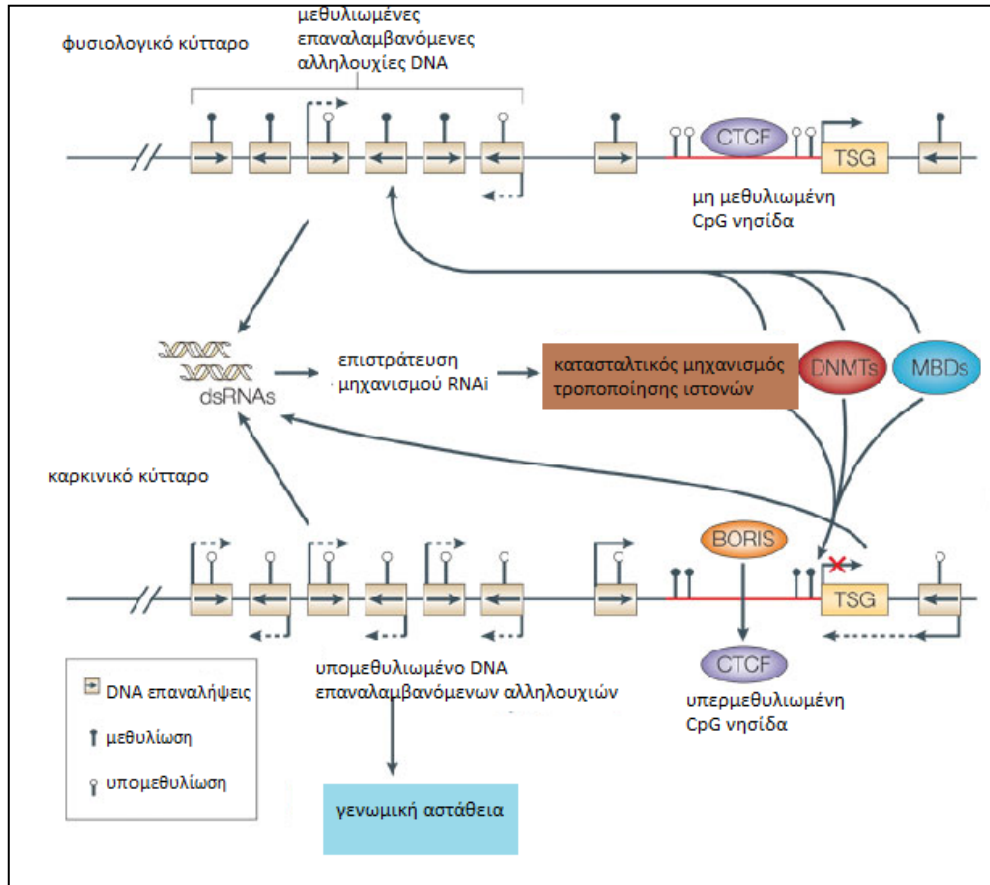 μεθυλιωμένες
επαναλαμβανόμενες
αλληλουχίες DNA
φυσιολογικό κύτταρο
CTCF
TSG
μη μεθυλιωμένη
CpG νησίδα
dsRNAs
επιστράτευση
μηχανισμού RNAi
κατασταλτικός μηχανισμός
τροποποίησης ιστονών
DNMTs
MBDs
καρκινικό κύτταρο
BORIS
TSG
CTCF
υπομεθυλιωμένο DNA
επαναλαμβανόμενων αλληλουχιών
υπερμεθυλιωμένη
CpG νησίδα
DNA επαναλήψεις
μεθυλίωση
υπομεθυλίωση
γενωμική αστάθεια